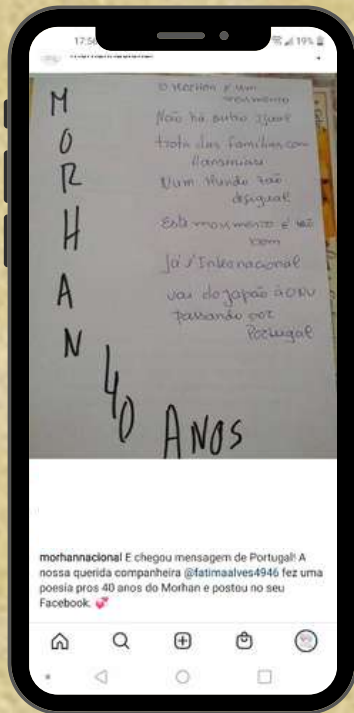 17:56
19%
MORHAN
O Morhan é um
movimento
Não há outro igual
trata das famílias com
Hanseníase
Num Mundo tão
desigual
Este movimento é tão
bom
Já é Internacional
vai do Japão à ONU
passando por
Portugal
40 ANOS
morhannacional E chegou mensagem de Portugal! A
nossa querida companheira @fatimaalves4946 fez uma
poesia pros 40 anos do Morhan e postou no seu
Facebook.